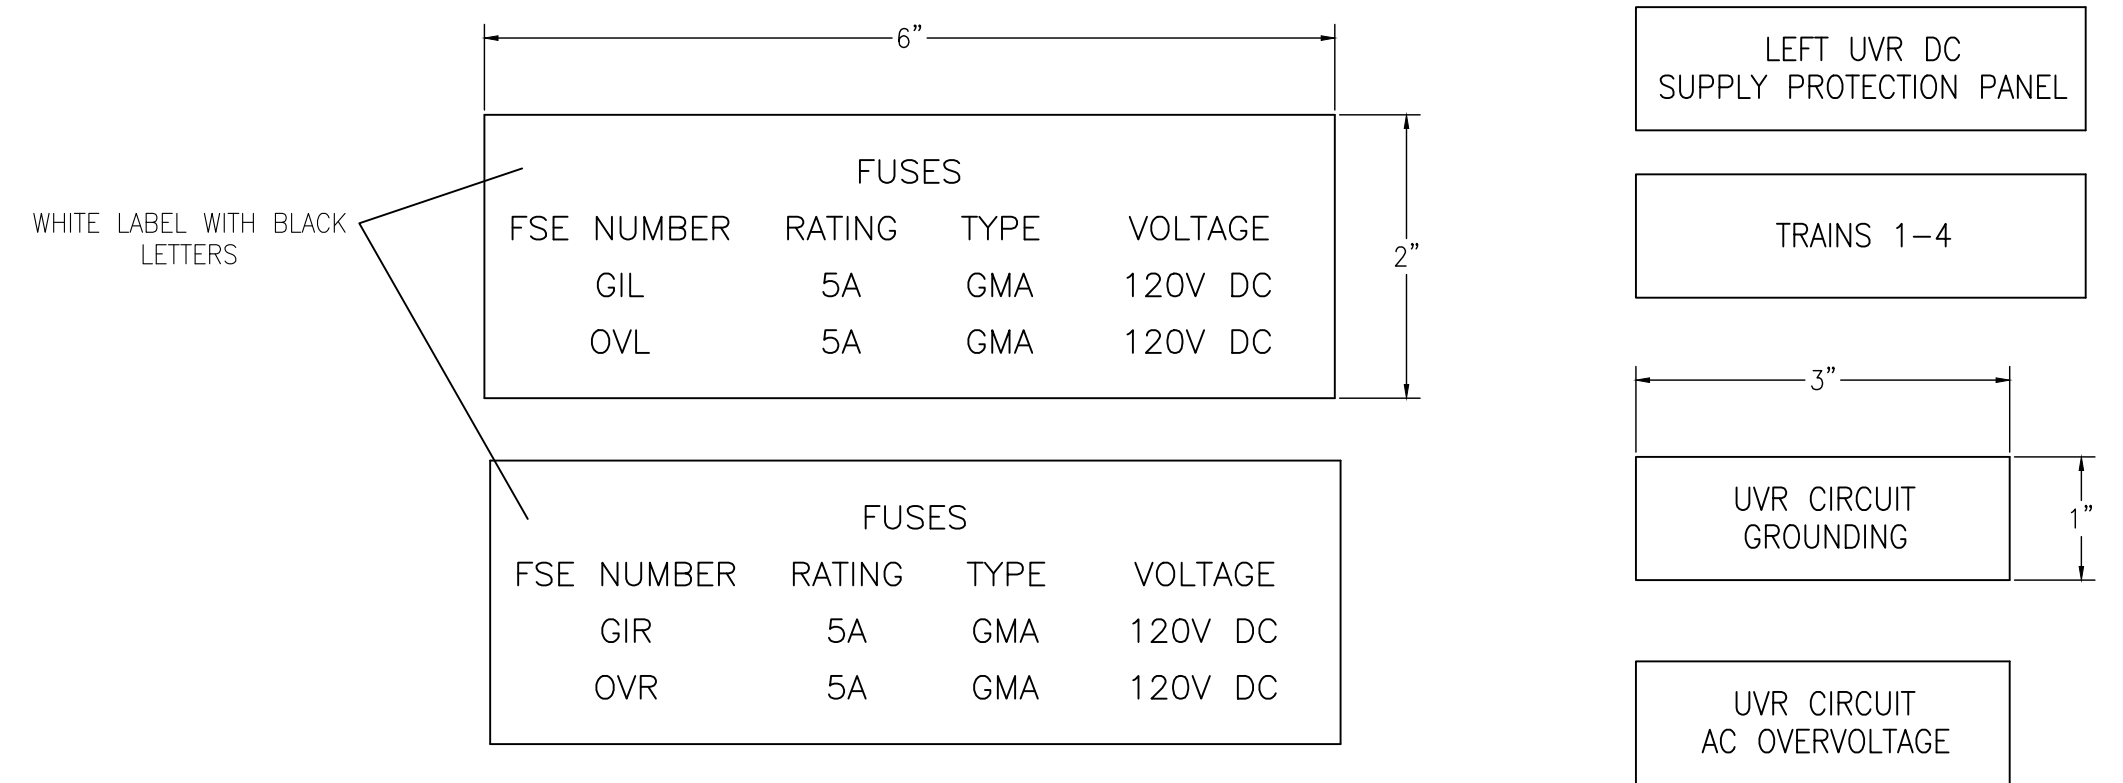 6"
WHITE LABEL WITH BLACK
LETTERS
FUSES
FSE NUMBER RATING TYPE VOLTAGE
GIL 5A GMA 120V DC
OVL 5A GMA 120V DC
2"
FUSES
FSE NUMBER RATING TYPE VOLTAGE
GIR 5A GMA 120V DC
OVR 5A GMA 120V DC
LEFT UVR DC
SUPPLY PROTECTION PANEL
TRAINS 1-4
3"
UVR CIRCUIT
GROUNDING
1"
UVR CIRCUIT
AC OVERVOLTAGE